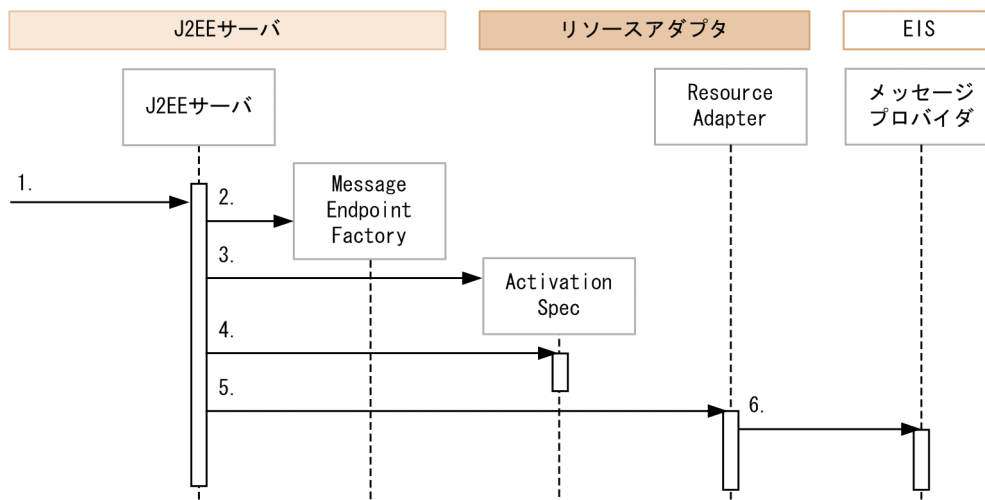 J2EEサーバ
リソースアダプタ
EIS
J2EEサーバ
Resource
Adapter
メッセージ
プロバイダ
1.
2.
Message
Endpoint
Factory
3.
Activation
Spec
4.
5.
6.